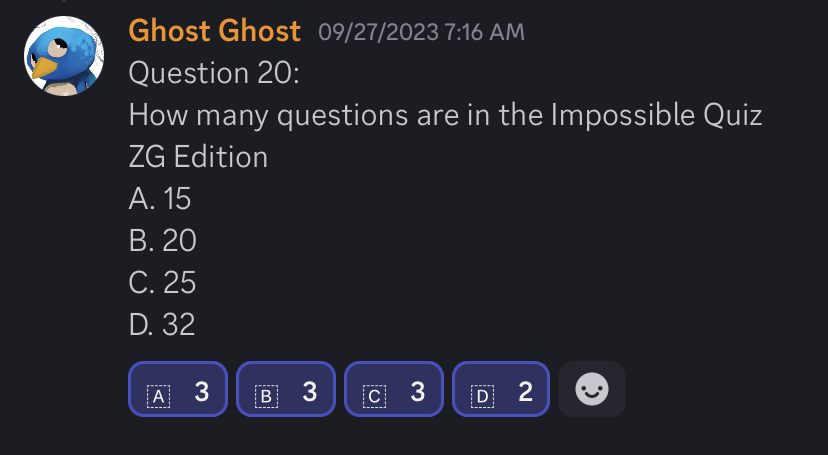 Ghost Ghost 09/27/2023 7:16 AM
Question 20:
How many questions are in the Impossible Quiz
ZG Edition
A. 15
B. 20
C. 25
D. 32
A 3 B 3 C 3 D 2